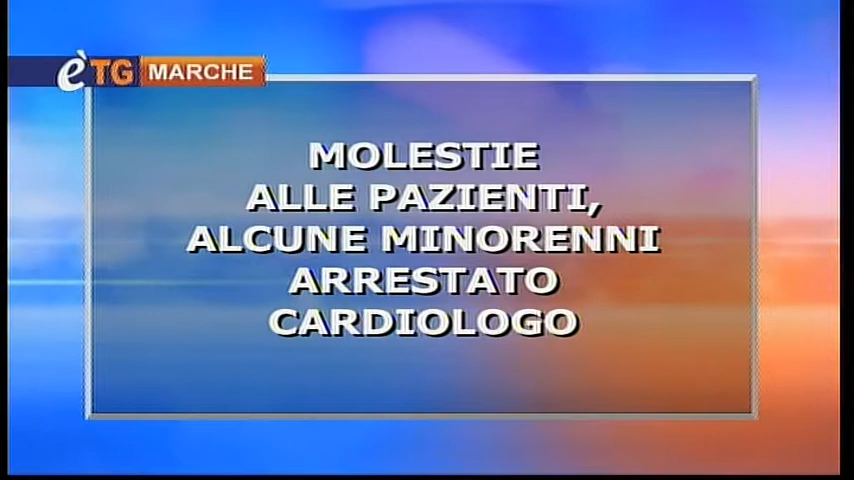 èTG MARCHE
MOLESTIE
ALLE PAZIENTI,
ALCUNE MINORENNI
ARRESTATO
CARDIOLOGO